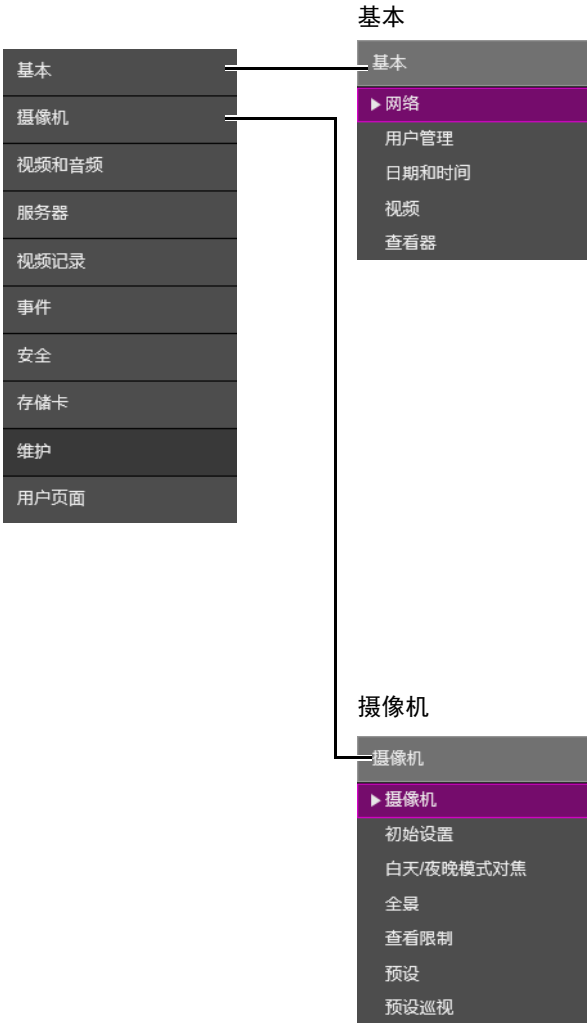 基本
摄像机
视频和音频
服务器
视频记录
事件
安全
存储卡
维护
用户页面
基本
基本
▶网络
用户管理
日期和时间
视频
查看器
摄像机
摄像机
▶摄像机
初始设置
白天/夜晚模式对焦
全景
查看限制
预设
预设巡视